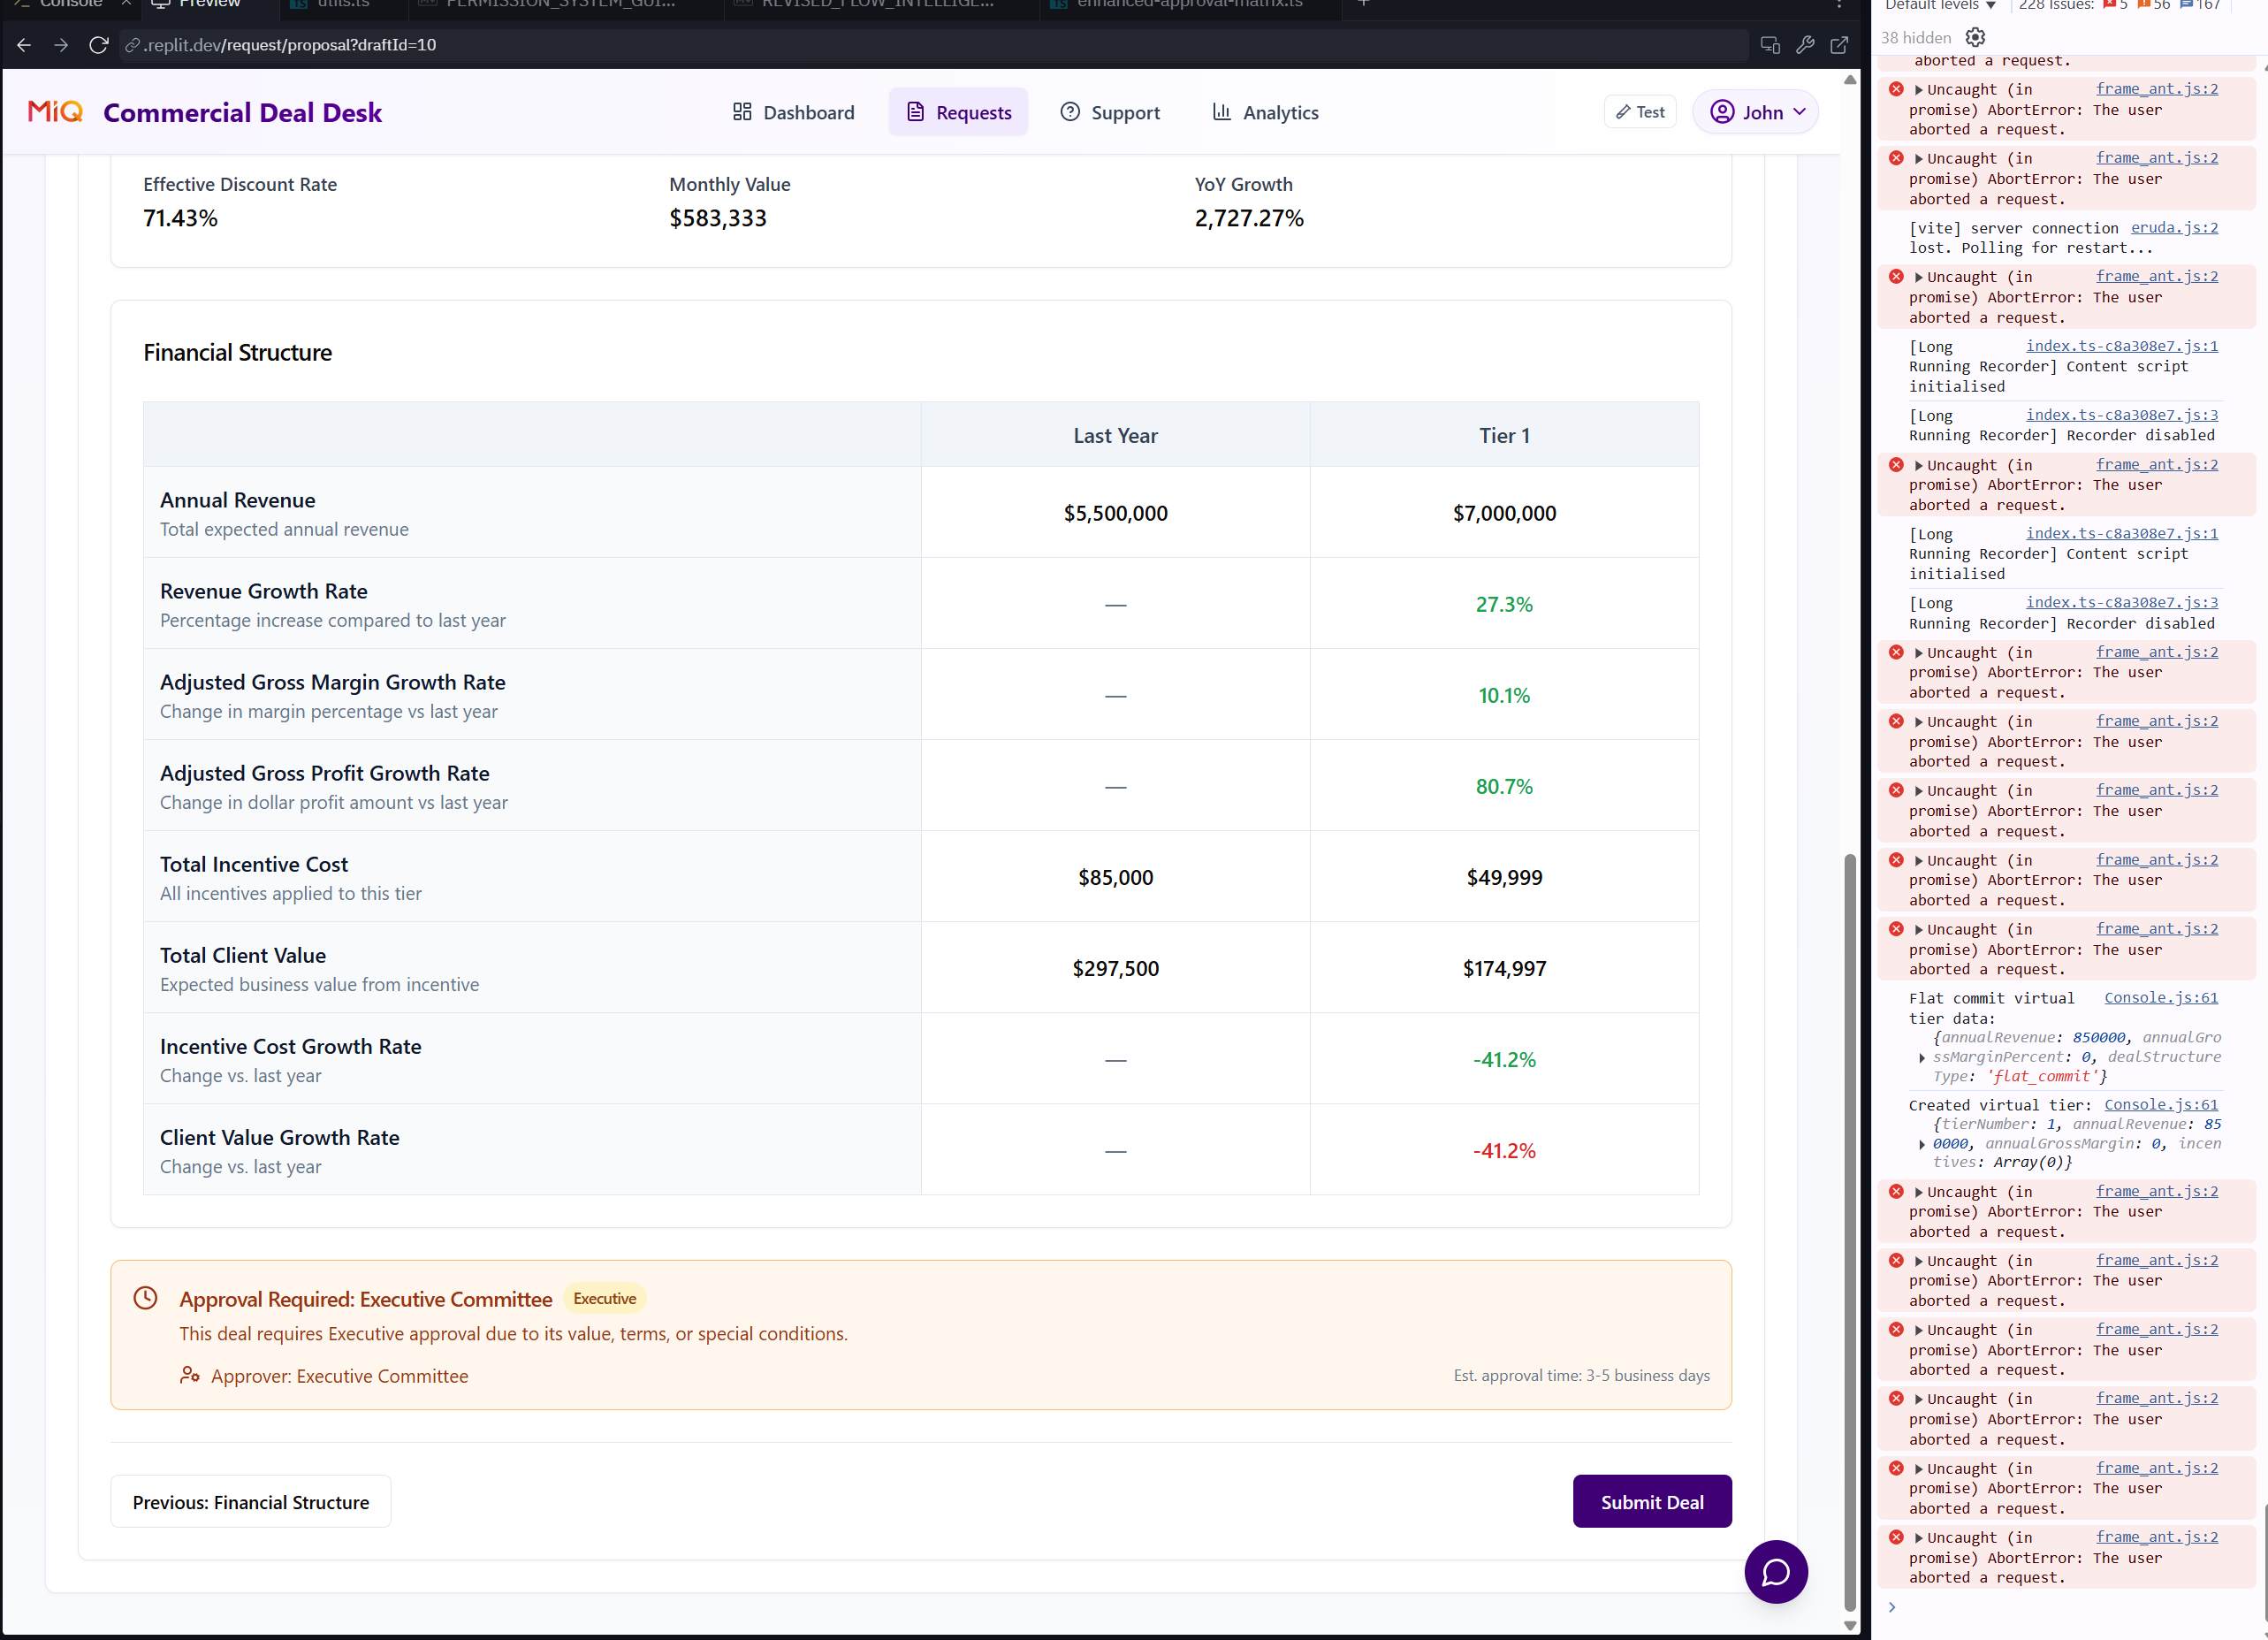 Console
Preview
utils.ts
PERMISSION_SYSTEM_GUI...
REVISED_FLOW_INTELLIGE...
enhanced-approval-matrix.ts
.replit.dev/request/proposal?draftId=10
MiQ Commercial Deal Desk
Dashboard
Requests
Support
Analytics
Test
John
Effective Discount Rate
71.43%
Monthly Value
$583,333
YoY Growth
2,727.27%
Financial Structure
Last Year
Tier 1
Annual Revenue
Total expected annual revenue
$5,500,000
$7,000,000
Revenue Growth Rate
Percentage increase compared to last year
—
27.3%
Adjusted Gross Margin Growth Rate
Change in margin percentage vs last year
—
10.1%
Adjusted Gross Profit Growth Rate
Change in dollar profit amount vs last year
—
80.7%
Total Incentive Cost
All incentives applied to this tier
$85,000
$49,999
Total Client Value
Expected business value from incentive
$297,500
$174,997
Incentive Cost Growth Rate
Change vs. last year
—
-41.2%
Client Value Growth Rate
Change vs. last year
—
-41.2%
Approval Required: Executive Committee Executive
This deal requires Executive approval due to its value, terms, or special conditions.
Approver: Executive Committee
Est. approval time: 3-5 business days
Previous: Financial Structure
Submit Deal
Default levels 228 Issues: 5 56 167
38 hidden
aborted a request.
Uncaught (in frame_ant.js:2
promise) AbortError: The user
aborted a request.
Uncaught (in frame_ant.js:2
promise) AbortError: The user
aborted a request.
[vite] server connection eruda.js:2
lost. Polling for restart...
Uncaught (in frame_ant.js:2
promise) AbortError: The user
aborted a request.
[Long index.ts-c8a308e7.js:1
Running Recorder] Content script
initialised
[Long index.ts-c8a308e7.js:3
Running Recorder] Recorder disabled
Uncaught (in frame_ant.js:2
promise) AbortError: The user
aborted a request.
[Long index.ts-c8a308e7.js:1
Running Recorder] Content script
initialised
[Long index.ts-c8a308e7.js:3
Running Recorder] Recorder disabled
Uncaught (in frame_ant.js:2
promise) AbortError: The user
aborted a request.
Uncaught (in frame_ant.js:2
promise) AbortError: The user
aborted a request.
Uncaught (in frame_ant.js:2
promise) AbortError: The user
aborted a request.
Uncaught (in frame_ant.js:2
promise) AbortError: The user
aborted a request.
Uncaught (in frame_ant.js:2
promise) AbortError: The user
aborted a request.
Flat commit virtual Console.js:61
tier data:
{annualRevenue: 850000, annualGro
ssMarginPercent: 0, dealStructure
Type: 'flat_commit'}
Created virtual tier: Console.js:61
{tierNumber: 1, annualRevenue: 85
0000, annualGrossMargin: 0, incen
tives: Array(0)}
Uncaught (in frame_ant.js:2
promise) AbortError: The user
aborted a request.
Uncaught (in frame_ant.js:2
promise) AbortError: The user
aborted a request.
Uncaught (in frame_ant.js:2
promise) AbortError: The user
aborted a request.
Uncaught (in frame_ant.js:2
promise) AbortError: The user
aborted a request.
Uncaught (in frame_ant.js:2
promise) AbortError: The user
aborted a request.
Uncaught (in frame_ant.js:2
promise) AbortError: The user
aborted a request.